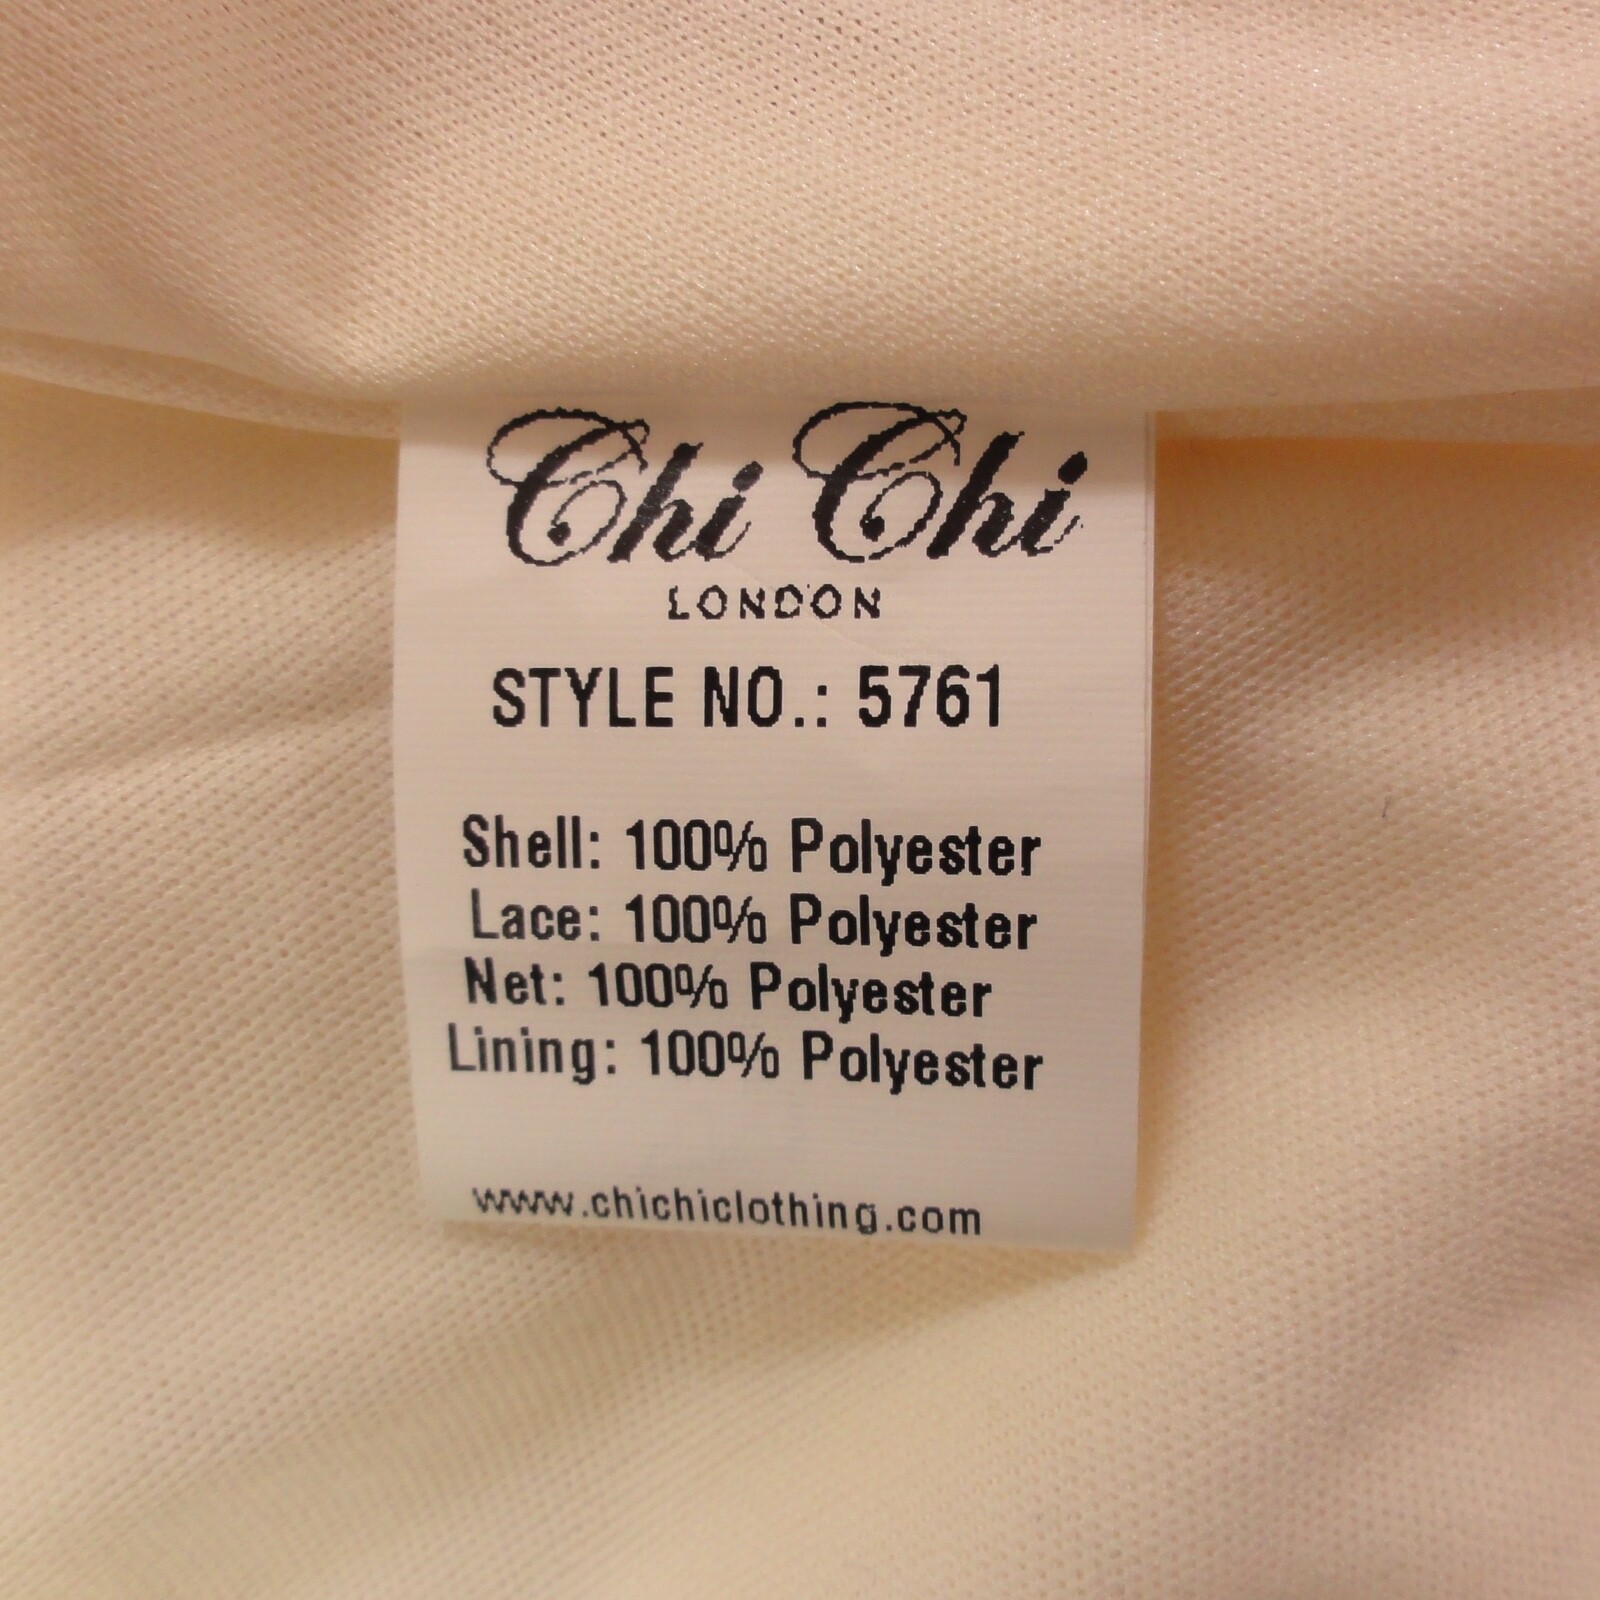 Chi Chi
LONDON
STYLE NO.: 5761
Shell: 100% Polyester
Lace: 100% Polyester
Net: 100% Polyester
Lining: 100% Polyester
www.chichiclothing.com